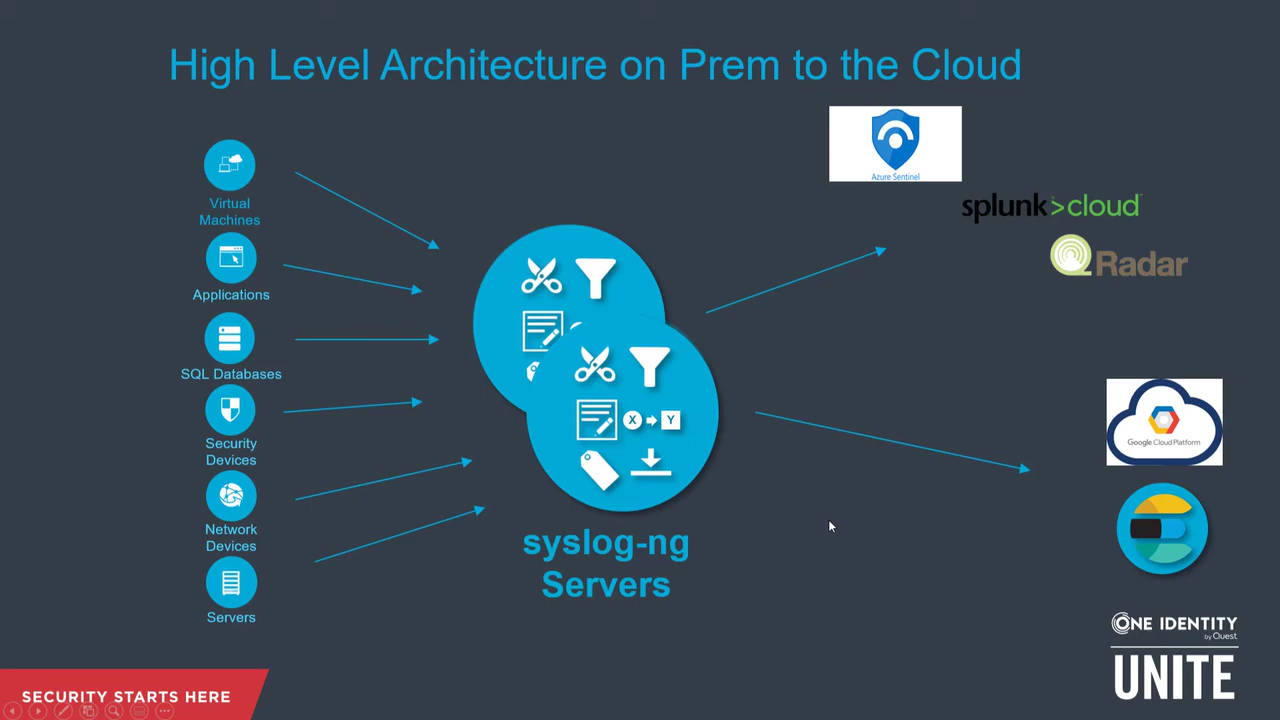 High Level Architecture on Prem to the Cloud
Virtual
Machines
Applications
SQL Databases
Security
Devices
Network
Devices
Servers
X
Y
syslog-ng
Servers
Azure Sentinel
splunk>cloud
QRadar
Google Cloud Platform
ONE IDENTITY
by Quest
UNITE
SECURITY STARTS HERE